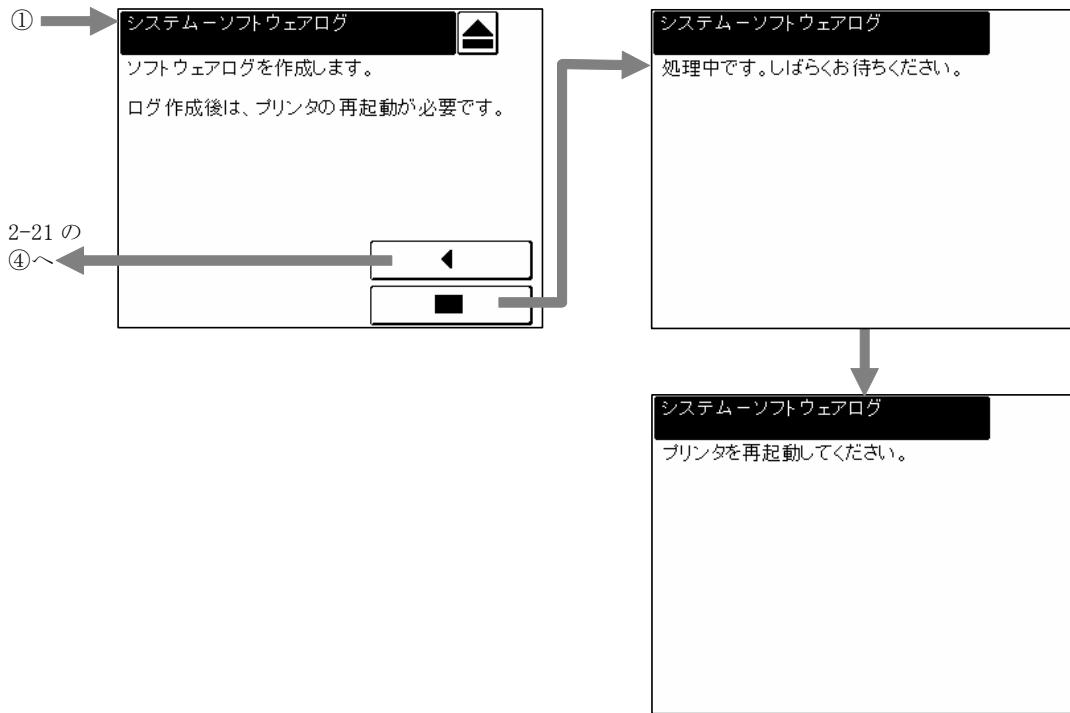 ①
システムーソフトウェアログ
ソフトウェアログを作成します。
ログ作成後は、プリンタの再起動が必要です。
2-21 の
④へ
システムーソフトウェアログ
処理中です。しばらくお待ちください。
システムーソフトウェアログ
プリンタを再起動してください。